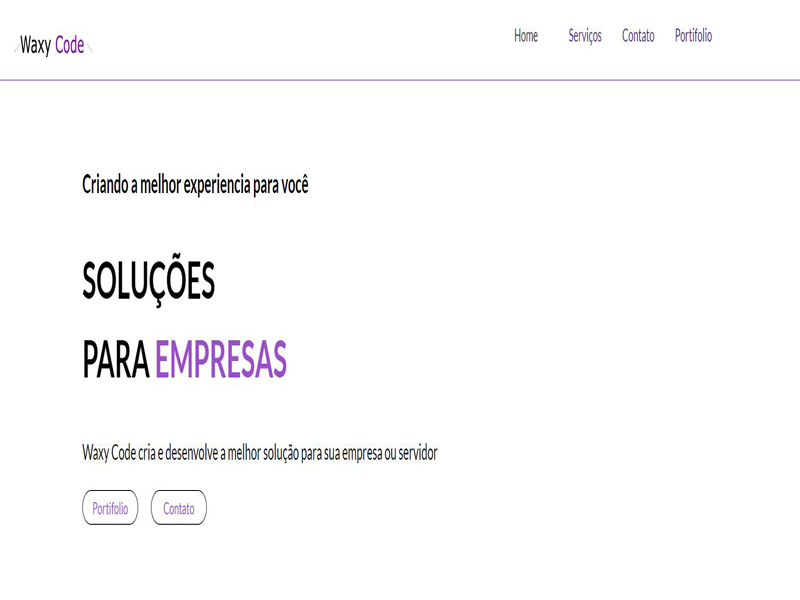 Waxy Code
Home Serviços Contato Portifolio
Criando a melhor experiencia para você
SOLUÇÕES
PARA EMPRESAS
Waxy Code cria e desenvolve a melhor solução para sua empresa ou servidor
Portifolio Contato